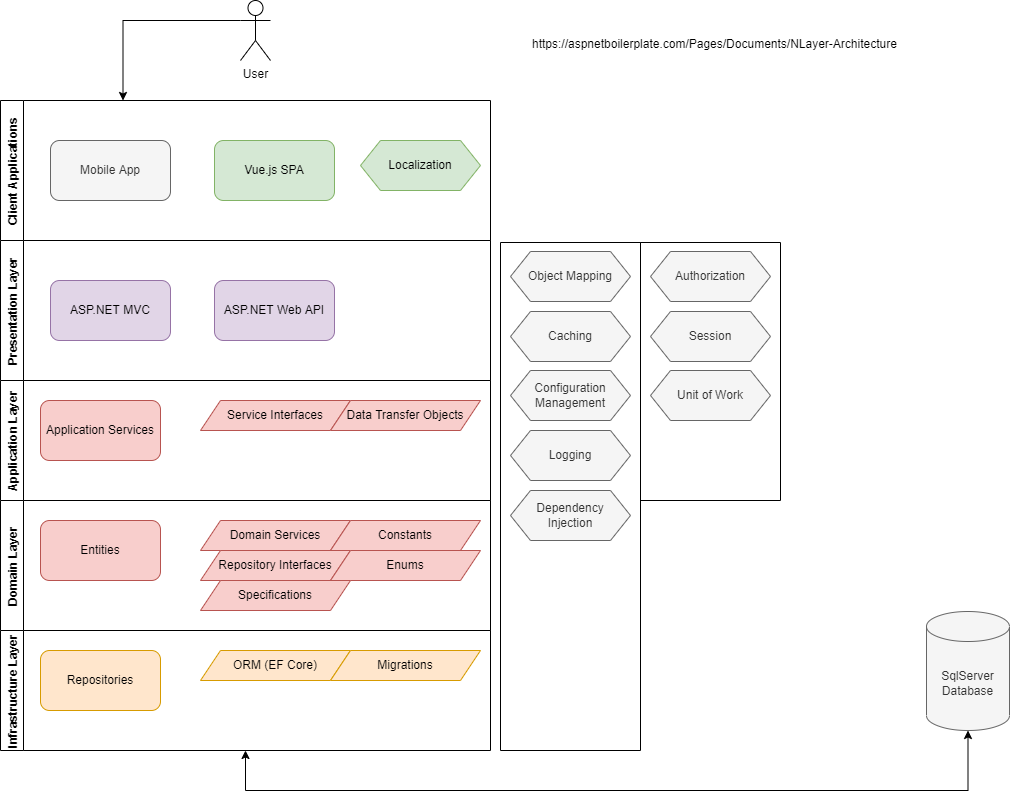 User
https://aspnetboilerplate.com/Pages/Documents/NLayer-Architecture
Client Applications
Mobile App
Vue.js SPA
Localization
Presentation Layer
ASP.NET MVC
ASP.NET Web API
Application Layer
Application Services
Service Interfaces
Data Transfer Objects
Domain Layer
Entities
Domain Services
Constants
Repository Interfaces
Enums
Specifications
Infrastructure Layer
Repositories
ORM (EF Core)
Migrations
Object Mapping
Caching
Configuration
Management
Logging
Dependency
Injection
Authorization
Session
Unit of Work
SqlServer
Database